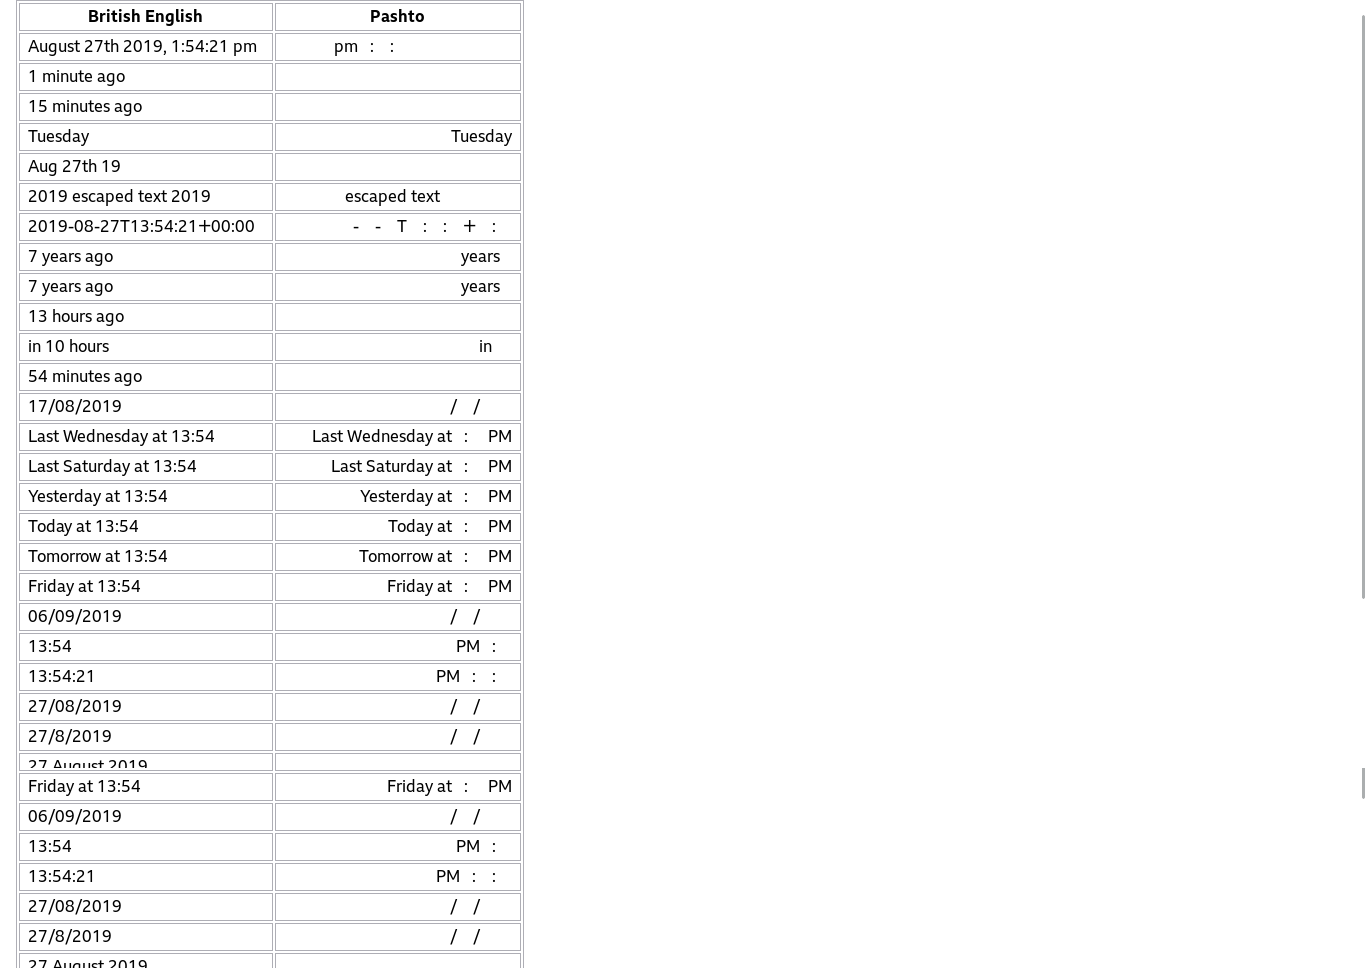 British English Pashto
August 27th 2019, 1:54:21 pm pm : :
1 minute ago
15 minutes ago
Tuesday Tuesday
Aug 27th 19
2019 escaped text 2019 escaped text
2019-08-27T13:54:21+00:00 - - T : : + :
7 years ago years
7 years ago years
13 hours ago
in 10 hours in
54 minutes ago
17/08/2019 / /
Last Wednesday at 13:54 Last Wednesday at : PM
Last Saturday at 13:54 Last Saturday at : PM
Yesterday at 13:54 Yesterday at : PM
Today at 13:54 Today at : PM
Tomorrow at 13:54 Tomorrow at : PM
Friday at 13:54 Friday at : PM
06/09/2019 / /
13:54 PM :
13:54:21 PM : :
27/08/2019 / /
27/8/2019 / /
27 August 2019
Friday at 13:54 Friday at : PM
06/09/2019 / /
13:54 PM :
13:54:21 PM : :
27/08/2019 / /
27/8/2019 / /
27 August 2019